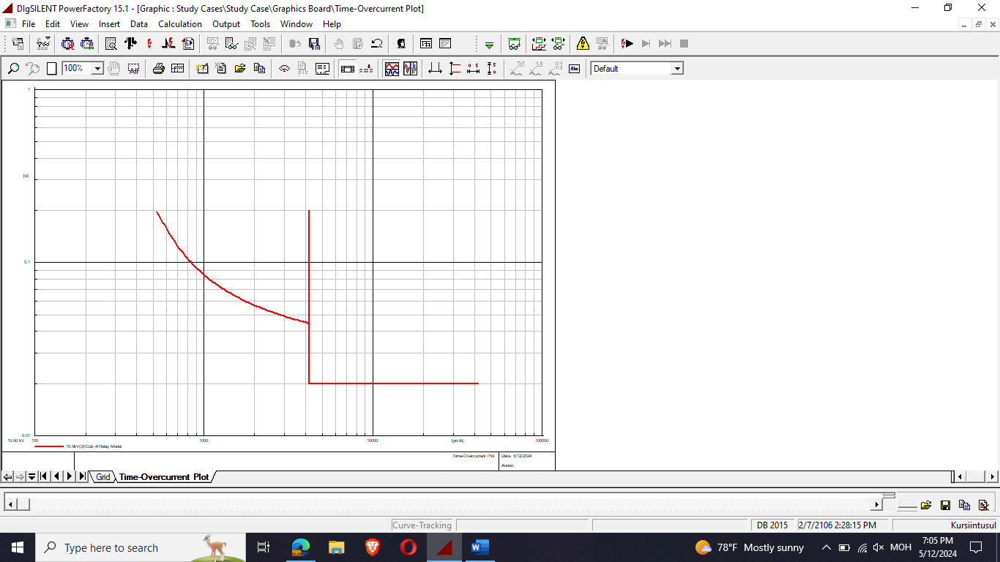 DIgSILENT PowerFactory 15.1 - [Graphic : Study Cases\Study Case\Graphics Board\Time-Overcurrent Plot]
File Edit View Insert Data Calculation Output Tools Window Help
100% Abc Default
1
[s]
0,1
0,01
10,50 kV 100 1000 10000 [pri.A] 100000
10.5kV(3)\Cub_4\Relay Model
Time-Overcurrent Plot Date: 5/12/2024
Annex:
Grid Time-Overcurrent Plot
Curve-Tracking DB 2015 2/7/2106 2:28:15 PM Kursiintusul
Type here to search 78°F Mostly sunny МОН 7:05 PM
5/12/2024